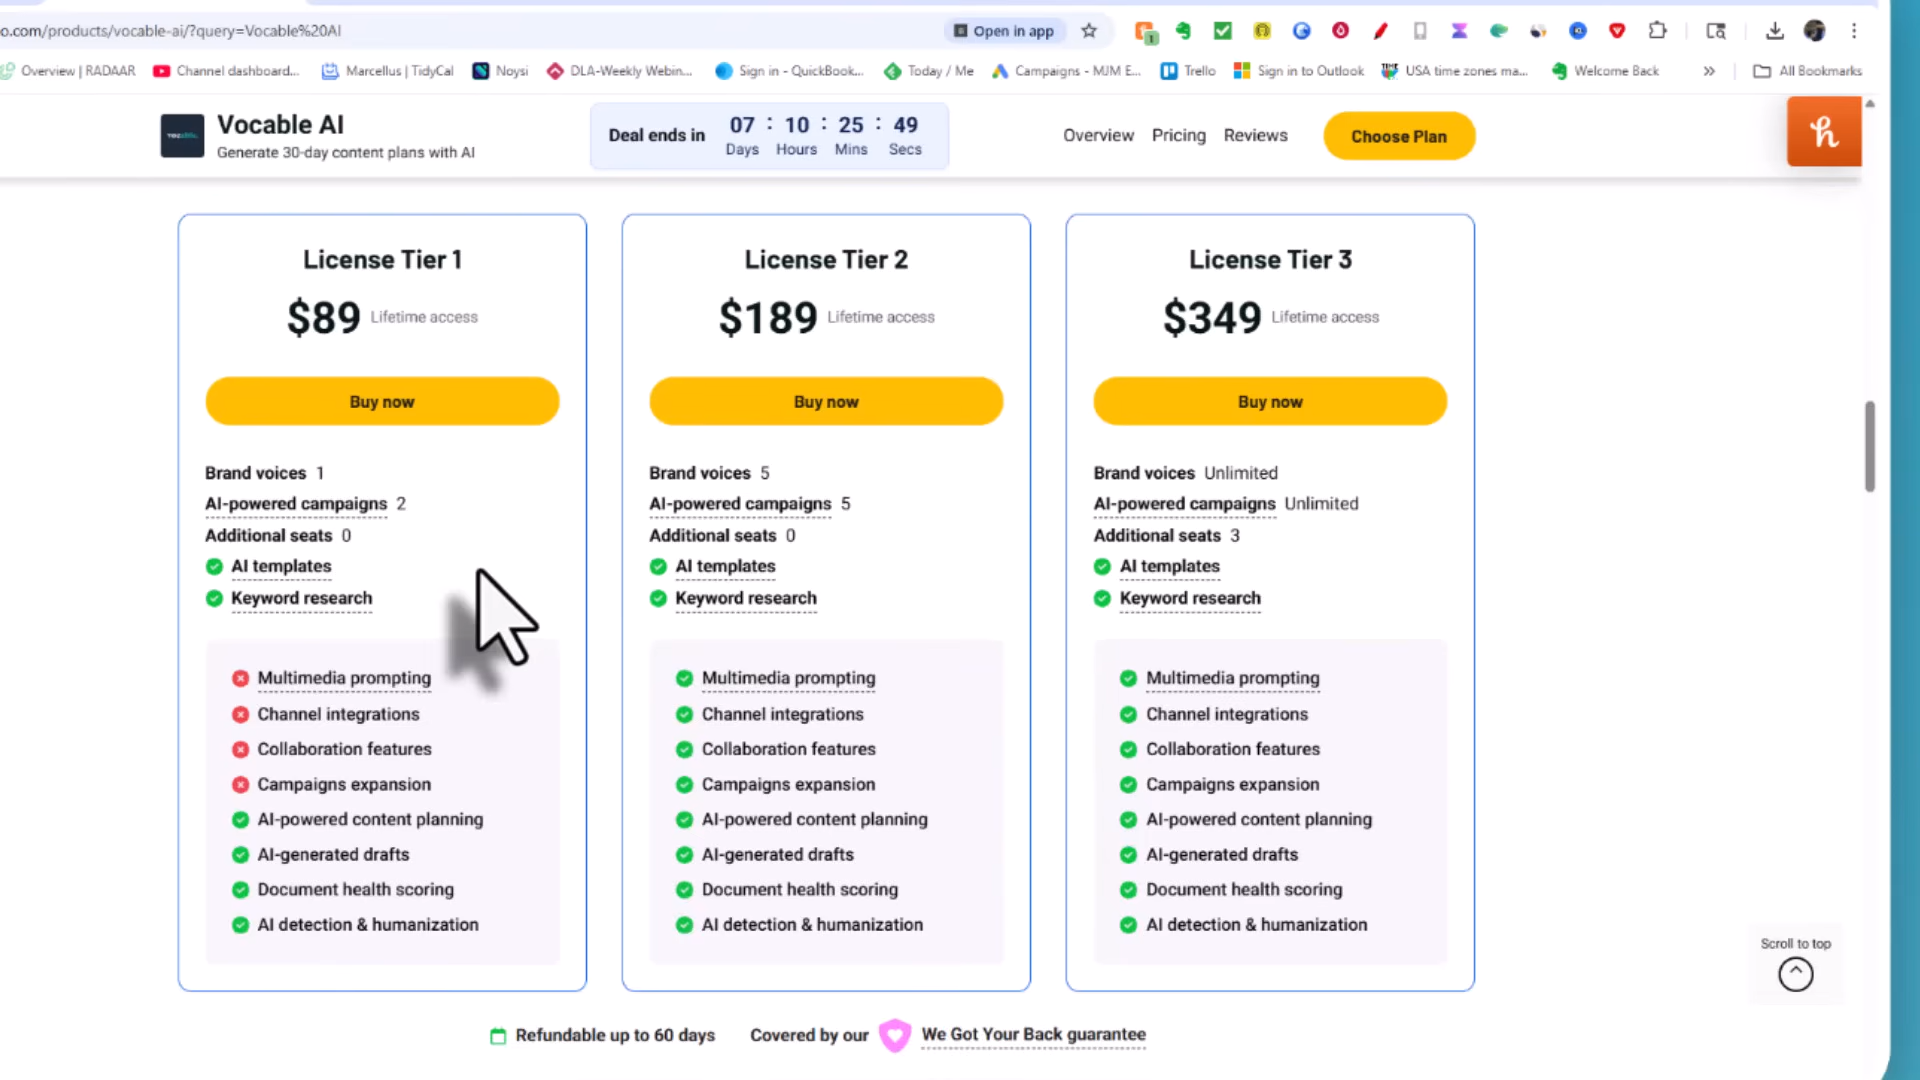 o.com/products/vocable-ai/?query=Vocable%20AI
Open in app
1
Overview | RADAAR
Channel dashboard...
Marcellus | TidyCal
Noysi
DLA-Weekly Webin...
Sign in - QuickBook...
Today / Me
Campaigns - MJM E...
Trello
Sign in to Outlook
USA time zones ma...
Welcome Back
»
All Bookmarks
Vocable AI
Generate 30-day content plans with AI
Deal ends in
07 : 10 : 25 : 49
Days Hours Mins Secs
Overview Pricing Reviews
Choose Plan
h
License Tier 1
$89 Lifetime access
Buy now
Brand voices 1
AI-powered campaigns 2
Additional seats 0
AI templates
Keyword research
Multimedia prompting
Channel integrations
Collaboration features
Campaigns expansion
AI-powered content planning
AI-generated drafts
Document health scoring
AI detection & humanization
License Tier 2
$189 Lifetime access
Buy now
Brand voices 5
AI-powered campaigns 5
Additional seats 0
AI templates
Keyword research
Multimedia prompting
Channel integrations
Collaboration features
Campaigns expansion
AI-powered content planning
AI-generated drafts
Document health scoring
AI detection & humanization
License Tier 3
$349 Lifetime access
Buy now
Brand voices Unlimited
AI-powered campaigns Unlimited
Additional seats 3
AI templates
Keyword research
Multimedia prompting
Channel integrations
Collaboration features
Campaigns expansion
AI-powered content planning
AI-generated drafts
Document health scoring
AI detection & humanization
Scroll to top
Refundable up to 60 days
Covered by our We Got Your Back guarantee